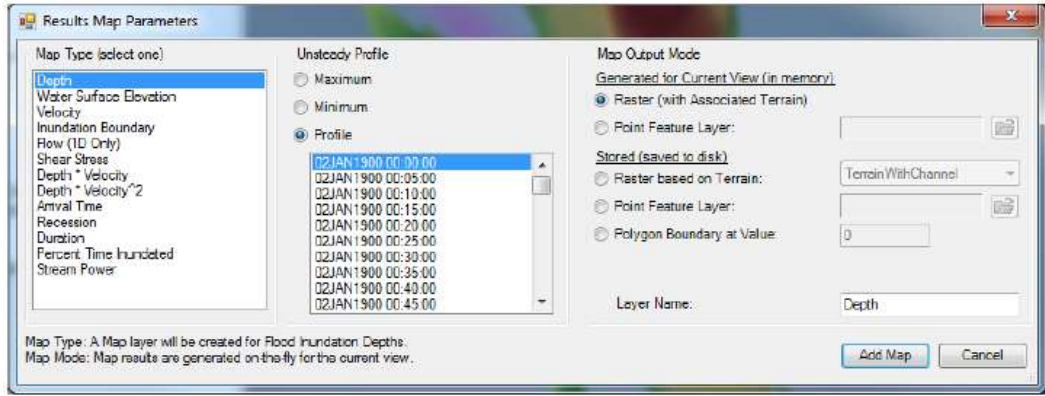 Results Map Parameters
Map Type (select one)
Depth
Water Surface Elevation
Velocity
Inundation Boundary
Flow (1D Only)
Shear Stress
Depth * Velocity
Depth * Velocity^2
Arrival Time
Recession
Duration
Percent Time Inundated
Stream Power
Unsteady Profile
Maximum
Minimum
Profile
02JAN1900 00:00:00
02JAN1900 00:05:00
02JAN1900 00:10:00
02JAN1900 00:15:00
02JAN1900 00:20:00
02JAN1900 00:25:00
02JAN1900 00:30:00
02JAN1900 00:35:00
02JAN1900 00:40:00
02JAN1900 00:45:00
Map Output Mode
Generated for Current View (in memory)
Raster (with Associated Terrain)
Point Feature Layer:
Stored (saved to disk)
Raster based on Terrain: TerrainWithChannel
Point Feature Layer:
Polygon Boundary at Value: 0
Layer Name: Depth
Map Type: A Map layer will be created for Flood Inundation Depths.
Map Mode: Map results are generated on-the-fly for the current view.
Add Map Cancel